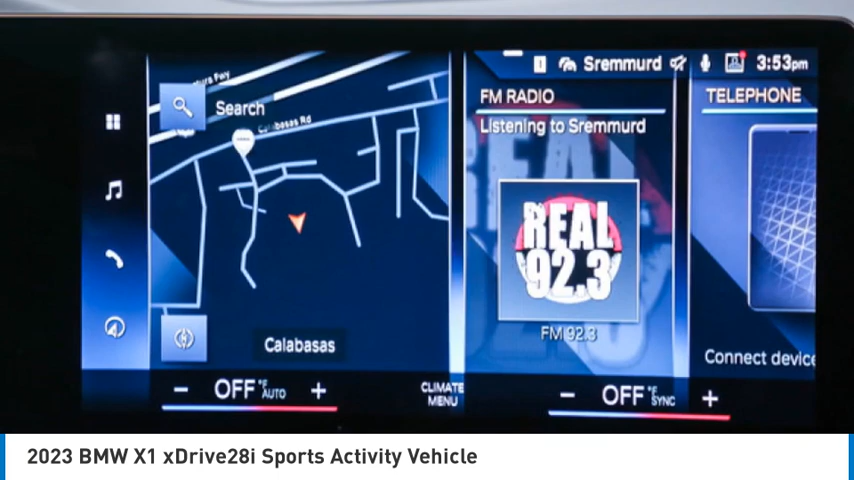 Sremmurd
3:53pm
Search
Calabasas Rd
FM RADIO
TELEPHONE
Listening to Sremmurd
REAL
92.3
FM 92.3
Calabasas
Connect device
- OFF °F AUTO +
CLIMATE
MENU
- OFF °F SYNC +
2023 BMW X1 xDrive28i Sports Activity Vehicle